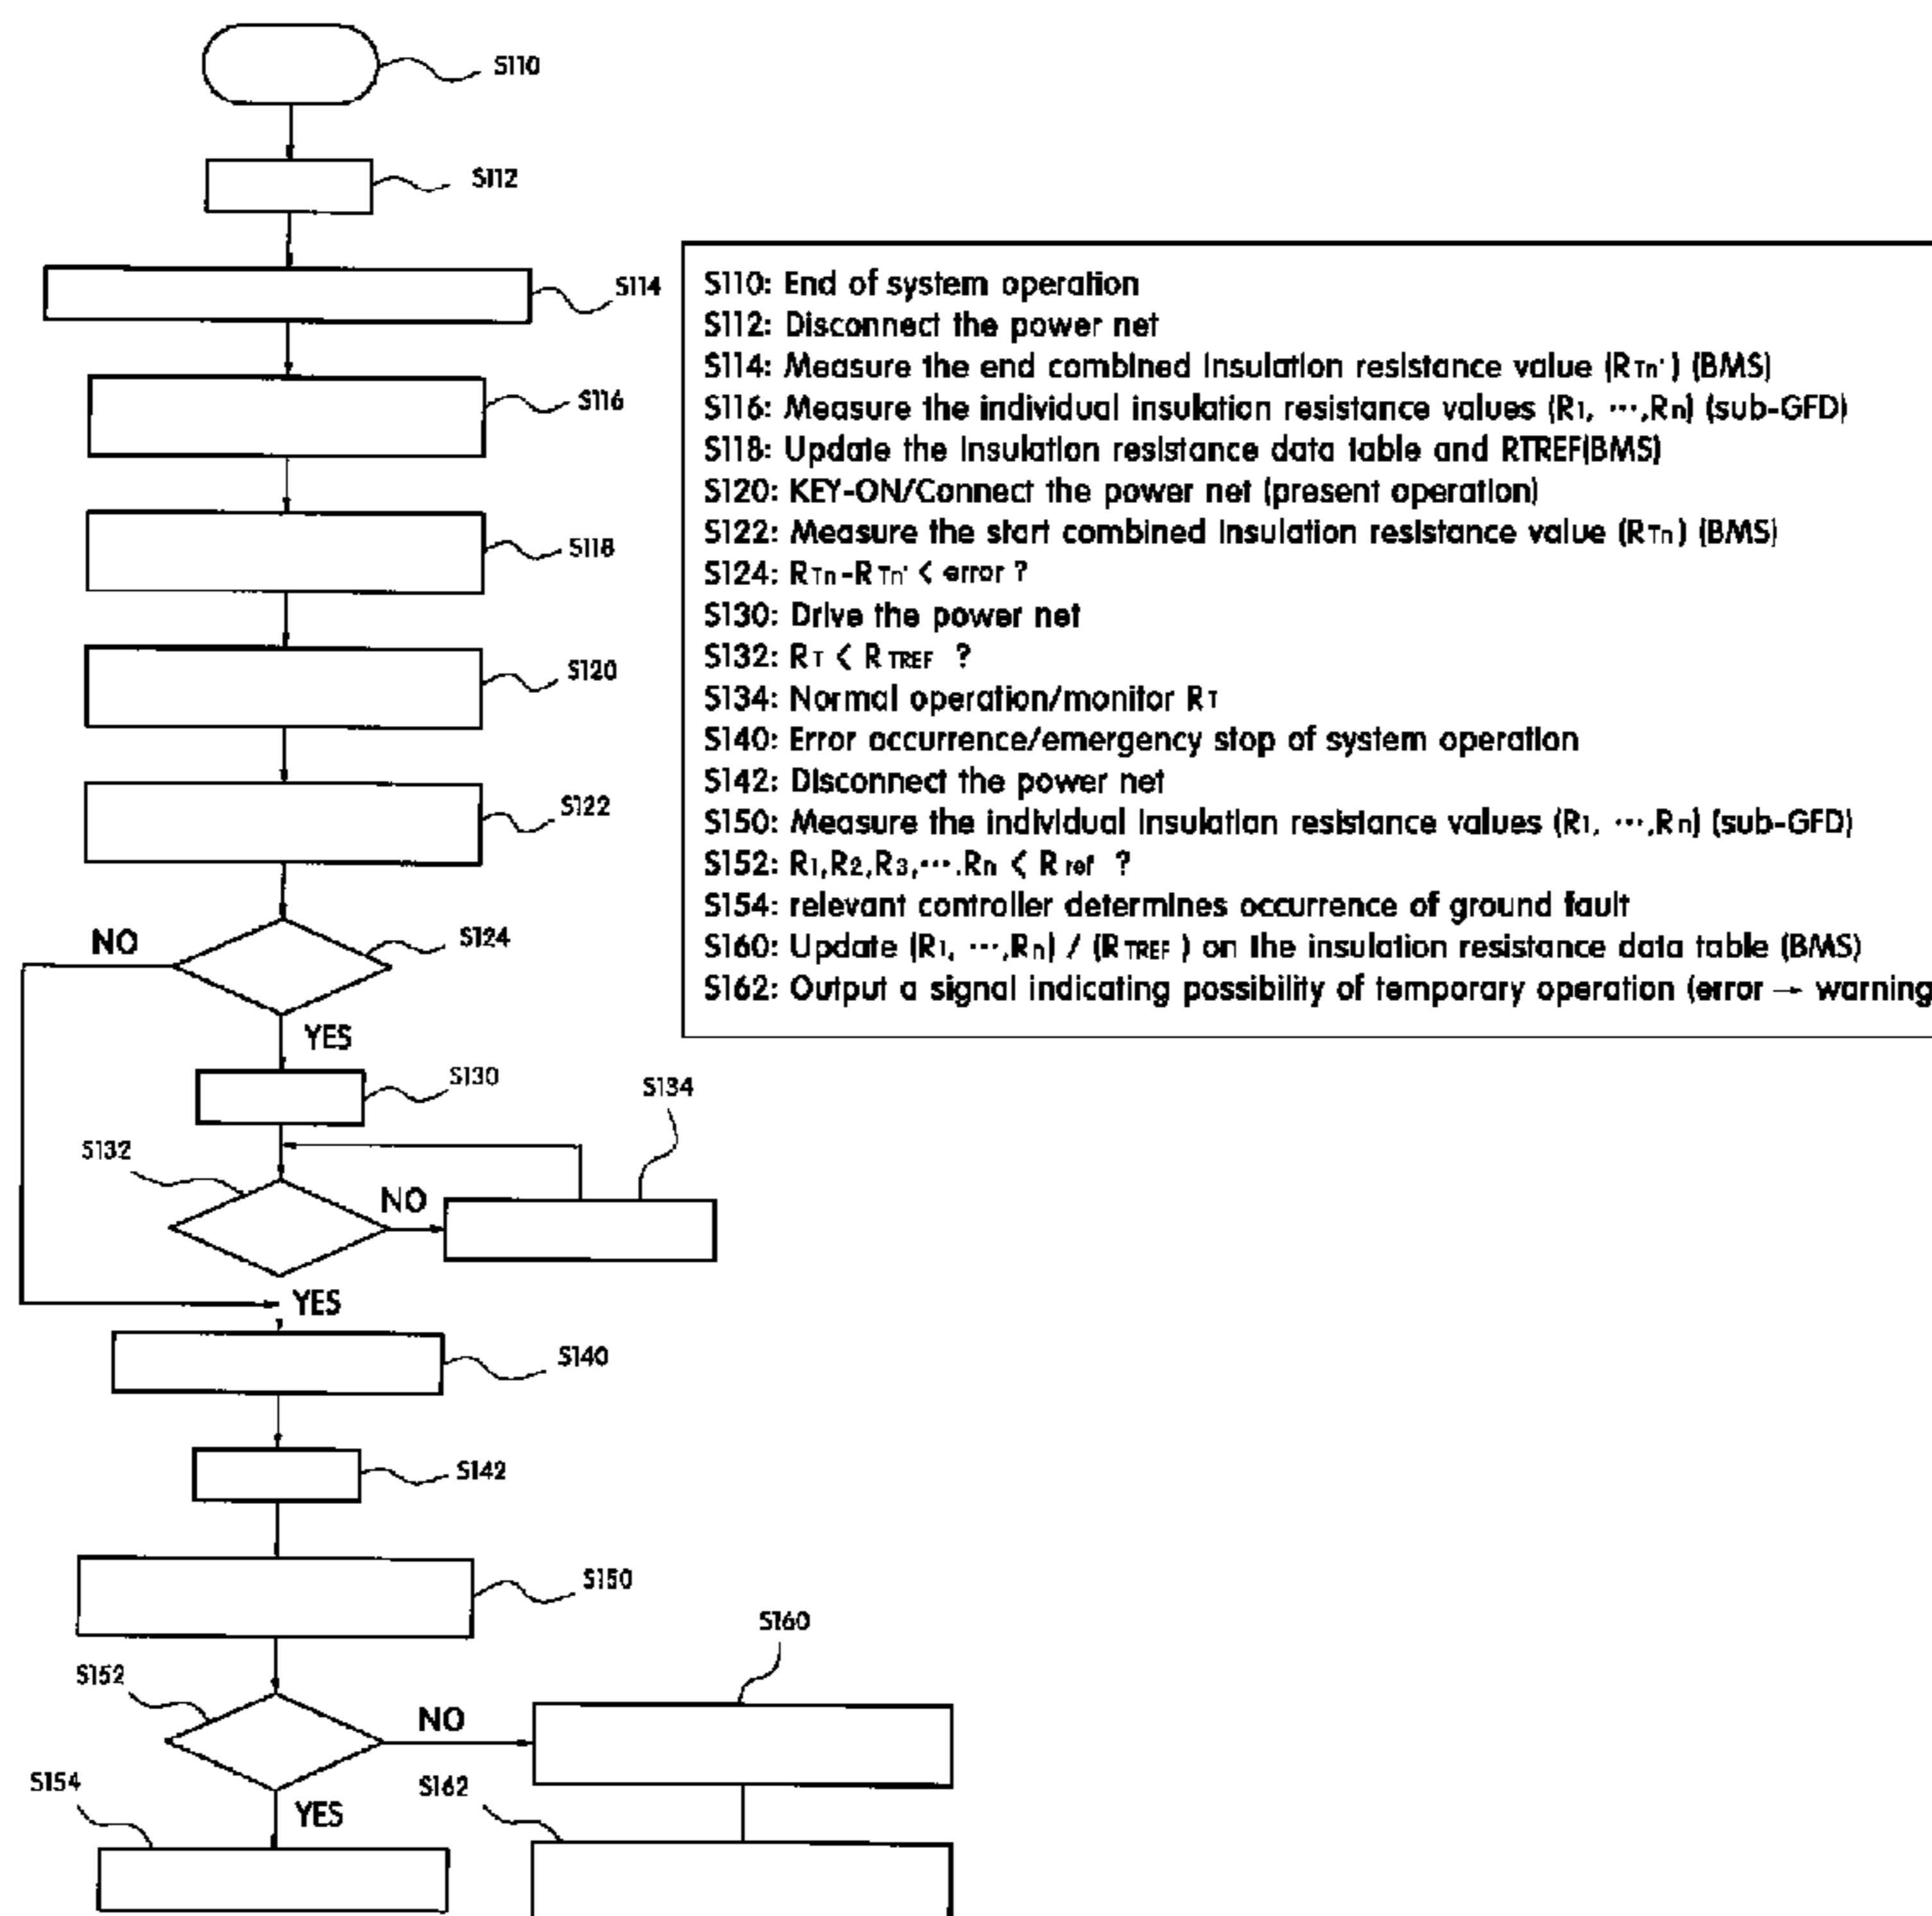 S110
S112
S114
S116
S118
S120
S122
S124
NO
YES
S130
S134
S132
NO
YES
S140
S142
S150
S160
S152
NO
S154
S162
YES
S110: End of system operation
S112: Disconnect the power net
S114: Measure the end combined insulation resistance value (RTn') (BMS)
S116: Measure the individual insulation resistance values (R1, ···,Rn) (sub-GFD)
S118: Update the insulation resistance data table and RTREF(BMS)
S120: KEY-ON/Connect the power net (present operation)
S122: Measure the start combined insulation resistance value (RTn) (BMS)
S124: RTn-RTn' < error ?
S130: Drive the power net
S132: RT < RTREF ?
S134: Normal operation/monitor RT
S140: Error occurrence/emergency stop of system operation
S142: Disconnect the power net
S150: Measure the individual insulation resistance values (R1, ···,Rn) (sub-GFD)
S152: R1,R2,R3,···.Rn < Rref ?
S154: relevant controller determines occurrence of ground fault
S160: Update (R1, ···,Rn) / (RTREF) on the insulation resistance data table (BMS)
S162: Output a signal indicating possibility of temporary operation (error → warning